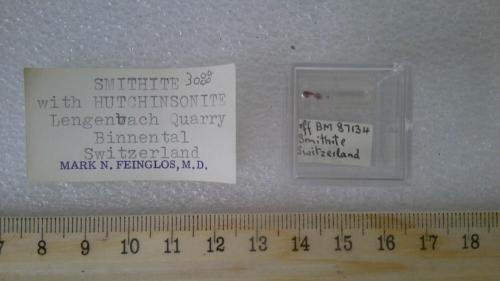 SMITHITE 30
with HUTCHINSONITE
Lengenbach Quarry
Binnental
Switzerland
MARK N. FEINGLOS, M.D.
off BM 87134
Smithite
Switzerland
7 8 9 10 11 12 13 14 15 16 17 18